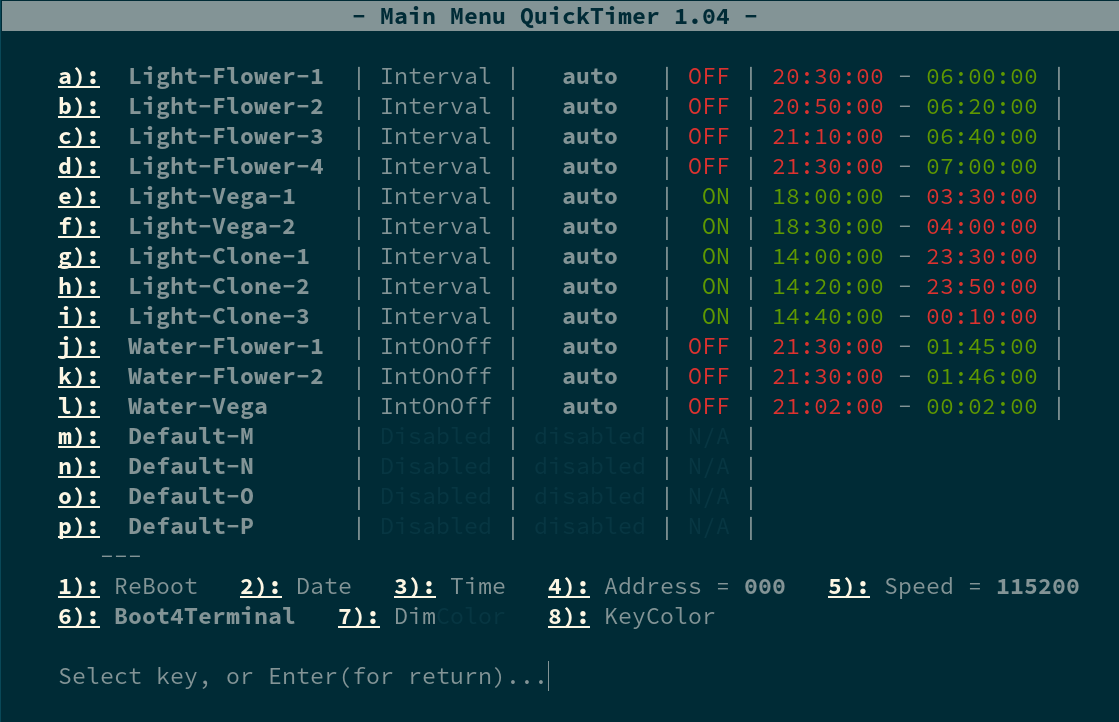 - Main Menu QuickTimer 1.04 -
a): Light-Flower-1 | Interval | auto | OFF | 20:30:00 - 06:00:00 |
b): Light-Flower-2 | Interval | auto | OFF | 20:50:00 - 06:20:00 |
c): Light-Flower-3 | Interval | auto | OFF | 21:10:00 - 06:40:00 |
d): Light-Flower-4 | Interval | auto | OFF | 21:30:00 - 07:00:00 |
e): Light-Vega-1 | Interval | auto | ON | 18:00:00 - 03:30:00 |
f): Light-Vega-2 | Interval | auto | ON | 18:30:00 - 04:00:00 |
g): Light-Clone-1 | Interval | auto | ON | 14:00:00 - 23:30:00 |
h): Light-Clone-2 | Interval | auto | ON | 14:20:00 - 23:50:00 |
i): Light-Clone-3 | Interval | auto | ON | 14:40:00 - 00:10:00 |
j): Water-Flower-1 | IntOnOff | auto | OFF | 21:30:00 - 01:45:00 |
k): Water-Flower-2 | IntOnOff | auto | OFF | 21:30:00 - 01:46:00 |
l): Water-Vega | IntOnOff | auto | OFF | 21:02:00 - 00:02:00 |
m): Default-M | Disabled | disabled | N/A |
n): Default-N | Disabled | disabled | N/A |
o): Default-O | Disabled | disabled | N/A |
p): Default-P | Disabled | disabled | N/A |
---
1): ReBoot 2): Date 3): Time 4): Address = 000 5): Speed = 115200
6): Boot4Terminal 7): DimColor 8): KeyColor
Select key, or Enter(for return)...